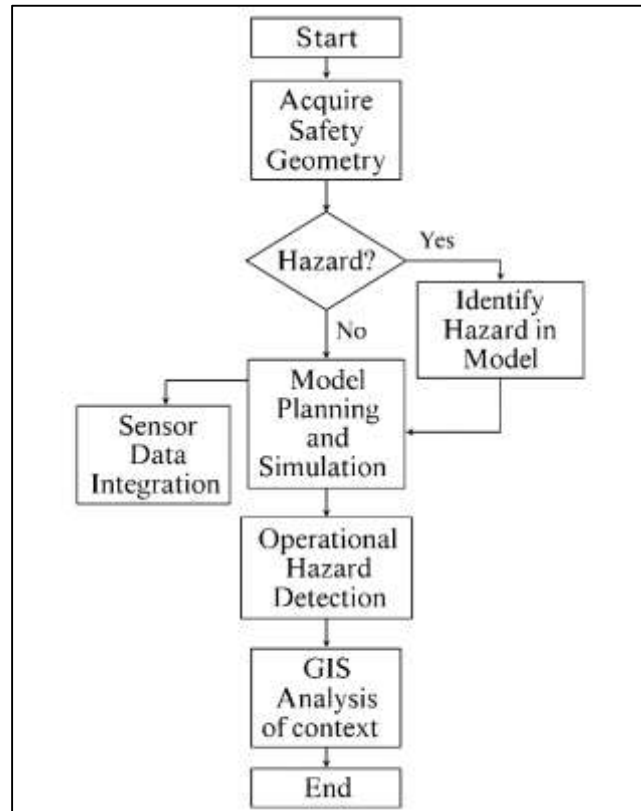 Start
Acquire
Safety
Geometry
Hazard?
Yes
Identify
Hazard in
Model
No
Model
Planning
and
Simulation
Sensor
Data
Integration
Operational
Hazard
Detection
GIS
Analysis
of context
End